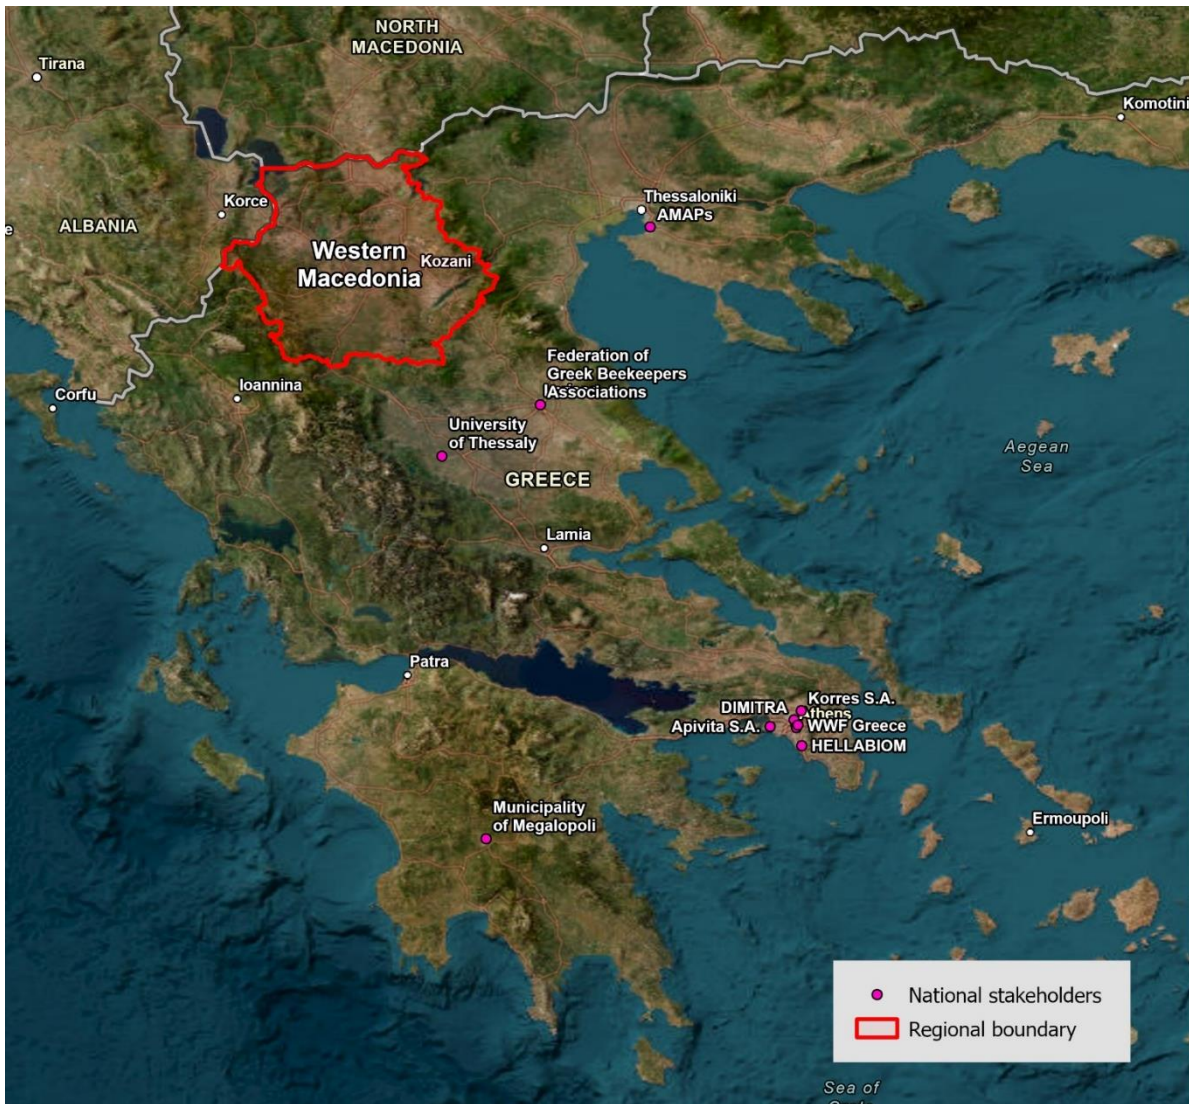 NORTH
MACEDONIA
Tirana
Komotini
Korce
Thessaloniki
AMAPs
ALBANIA
e
Western
Macedonia
Kozani
Federation of
Greek Beekeepers
Associations
Ioannina
Corfu
University
of Thessaly
Aegean
Sea
GREECE
Lamia
Patra
Korres S.A.
DIMITRA
Athens
Apivita S.A.
WWF Greece
HELLABIOM
Municipality
of Megalopoli
Ermoupoli
National stakeholders
Regional boundary
Sea of